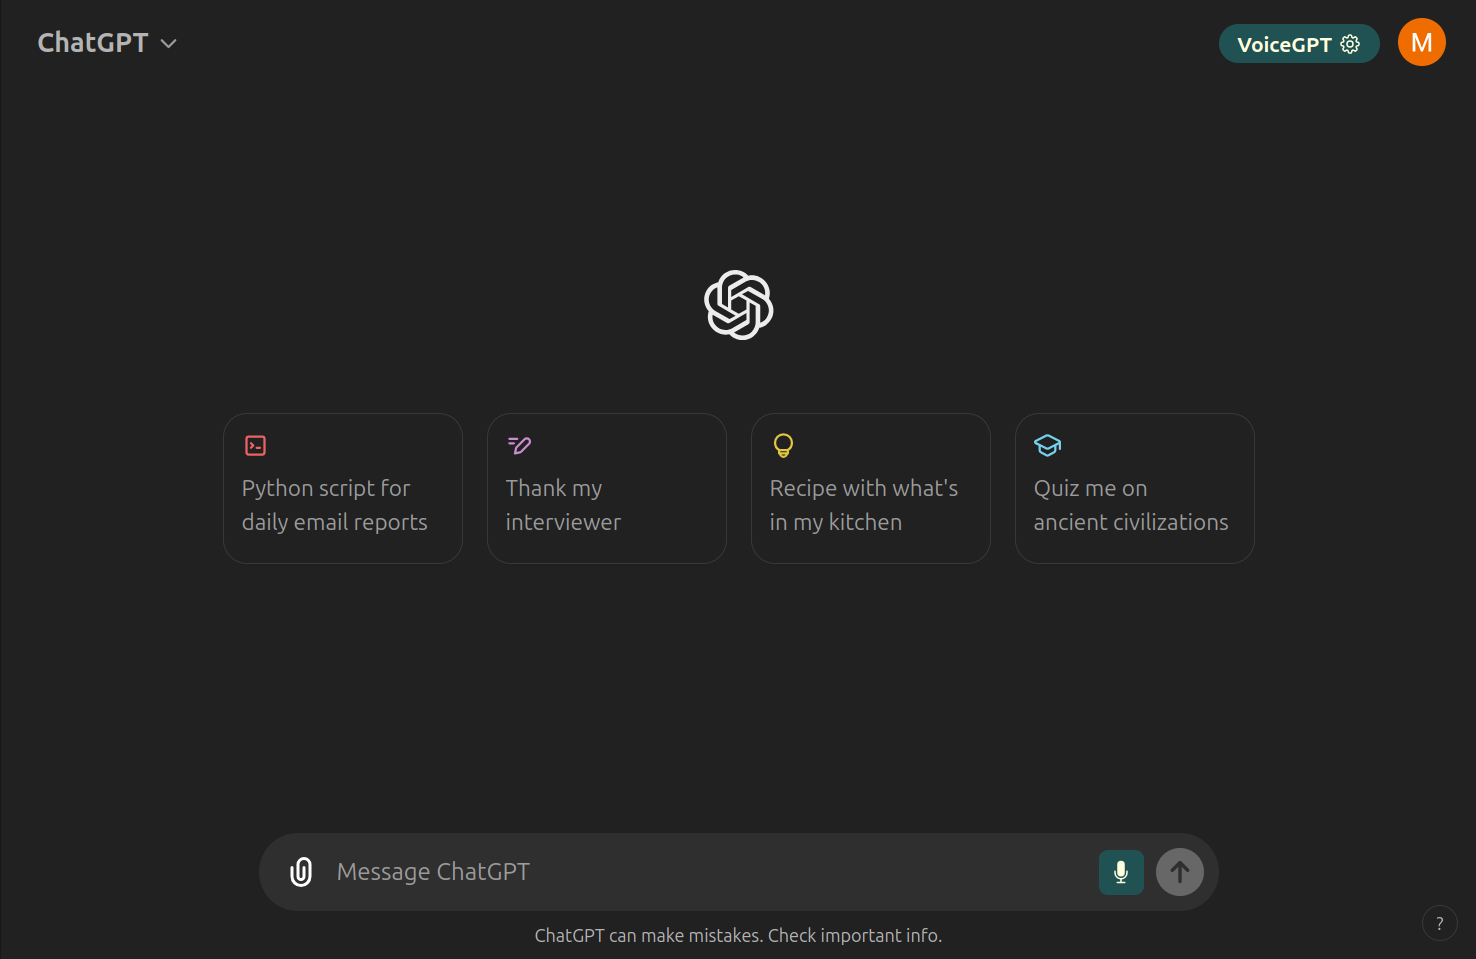 ChatGPT
VoiceGPT
M
Python script for
daily email reports
Thank my
interviewer
Recipe with what's
in my kitchen
Quiz me on
ancient civilizations
Message ChatGPT
ChatGPT can make mistakes. Check important info.
?